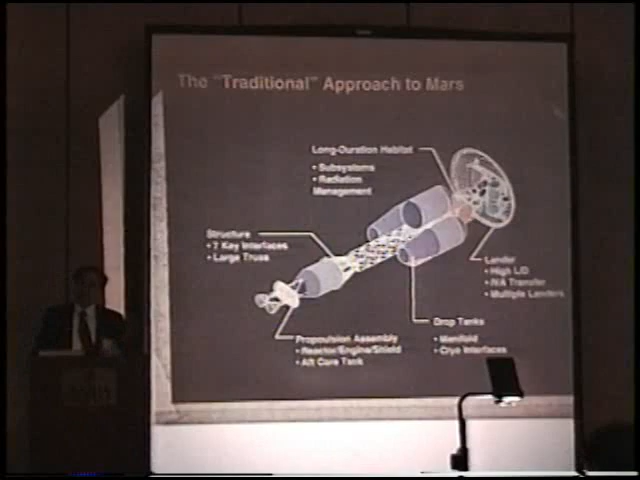 The "Traditional" Approach to Mars
Long-Duration Habitat
• Subsystems
• Radiation
Management
Structure
• 7 Key Interfaces
• Large Truss
Lander
• High L/D
• IVA Transfer
• Multiple Landers
Drop Tanks
• Manifold
• Cryo Interfaces
Propulsion Assembly
• Reactor/Engine/Shield
• Aft Core Tank